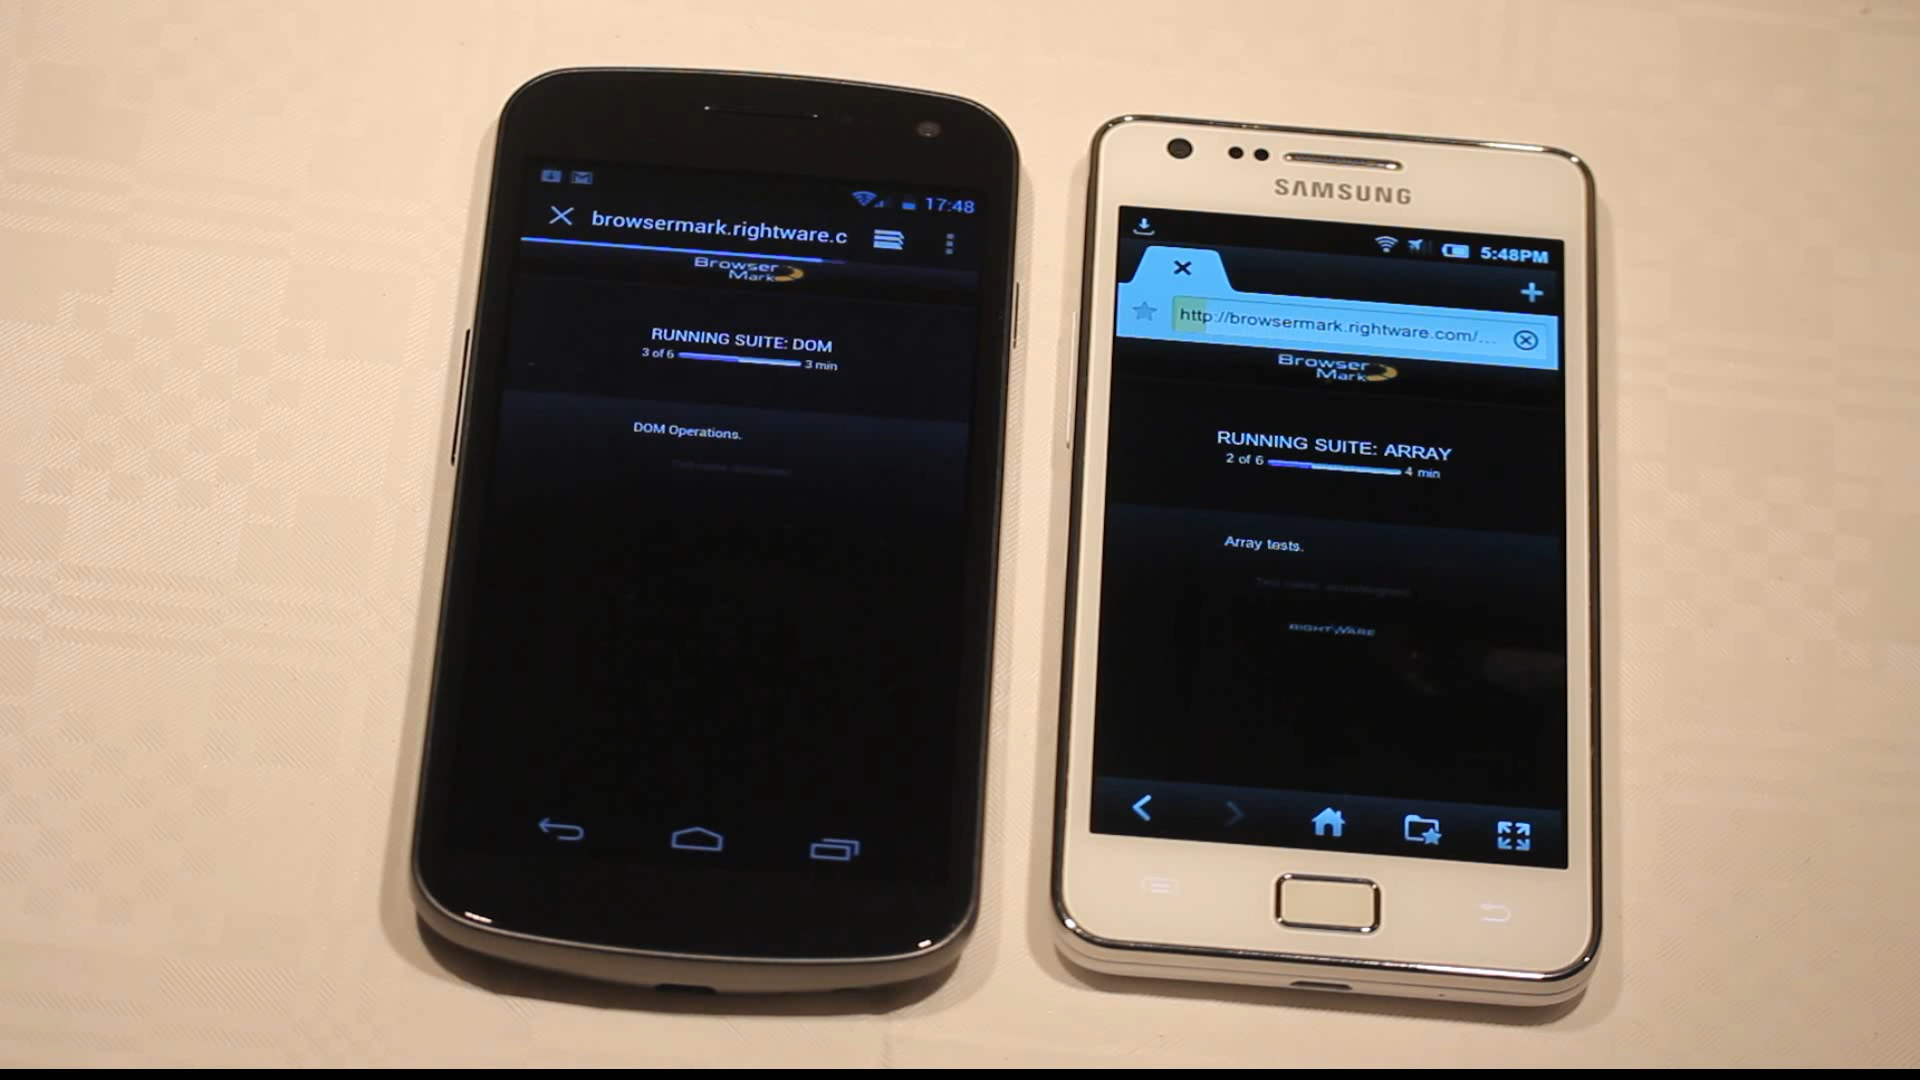 17:48
browsermark.rightware.c
Browser
Mark
RUNNING SUITE: DOM
3 of 6
3 min
DOM Operations.
SAMSUNG
5:48PM
http://browsermark.rightware.com/...
Browser
Mark
RUNNING SUITE: ARRAY
2 of 6
4 min
Array tests.
RIGHTWARE